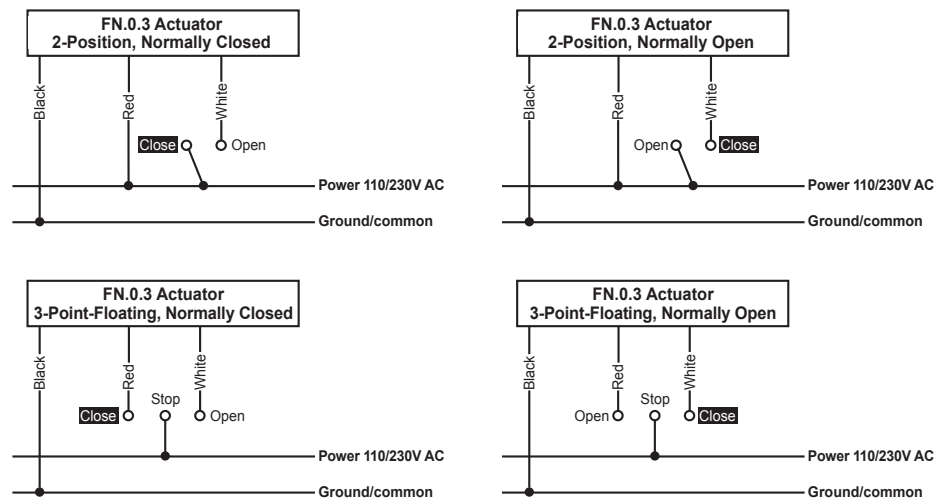 FN.0.3 Actuator
2-Position, Normally Closed
Black
Red
White
Close
Open
Power 110/230V AC
Ground/common
FN.0.3 Actuator
2-Position, Normally Open
Black
Red
White
Open
Close
Power 110/230V AC
Ground/common
FN.0.3 Actuator
3-Point-Floating, Normally Closed
Black
Red
White
Stop
Close
Open
Power 110/230V AC
Ground/common
FN.0.3 Actuator
3-Point-Floating, Normally Open
Black
Red
White
Stop
Open
Close
Power 110/230V AC
Ground/common